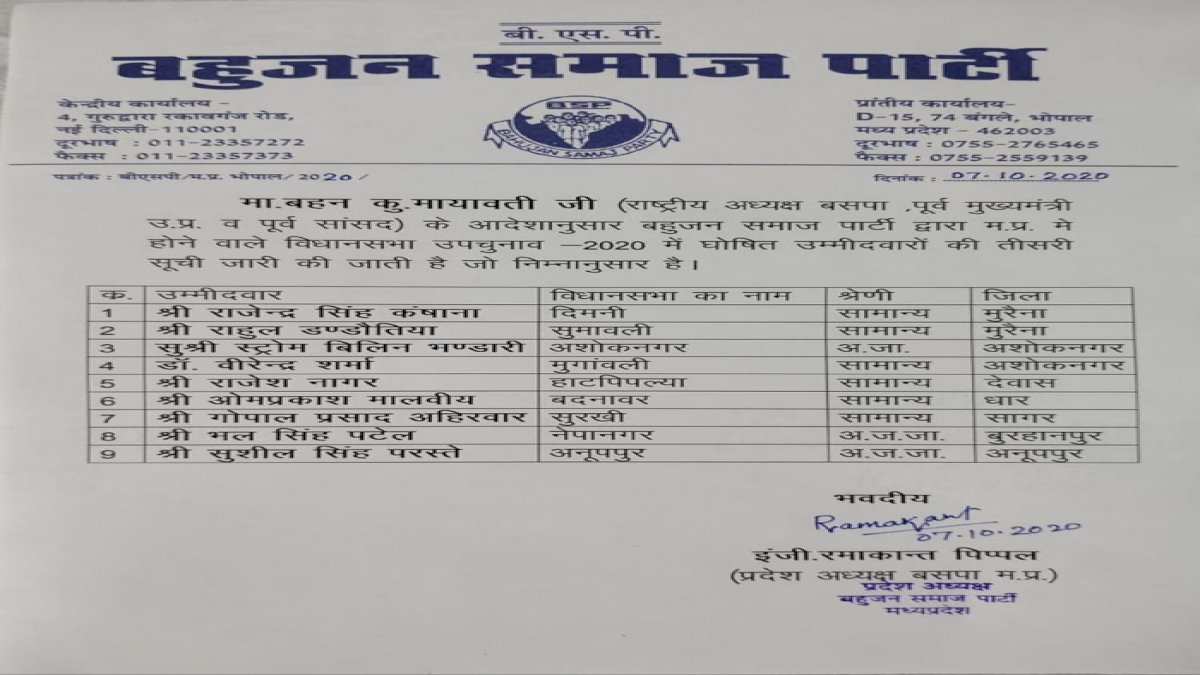 बी. एस. पी.
बहुजन समाज पार्टी
केन्द्रीय कार्यालय -
4, गुरुद्वारा रकाबगंज रोड,
नई दिल्ली-110001
दूरभाष : 011-23357272
फैक्स : 011-23357373
BSP
BAHUJAN SAMAJ PARTY
प्रांतीय कार्यालय-
D-15, 74 बंगले, भोपाल
मध्य प्रदेश - 462003
दूरभाष : 0755-2765465
फैक्स : 0755-2559139
पत्रांक : बीएसपी/म.प्र. भोपाल/ 2020/
दिनांक : 07-10-2020
मा.बहन कु.मायावती जी (राष्ट्रीय अध्यक्ष बसपा ,पूर्व मुख्यमंत्री
उ.प्र. व पूर्व सांसद) के आदेशानुसार बहुजन समाज पार्टी द्वारा म.प्र. मे
होने वाले विधानसभा उपचुनाव -2020 में घोषित उम्मीदवारों की तीसरी
सूची जारी की जाती है जो निम्नानुसार है।
क. उम्मीदवार विधानसभा का नाम श्रेणी जिला
1 श्री राजेन्द्र सिंह कंषाना दिमनी सामान्य मुरैना
2 श्री राहुल डण्डौतिया सुमावली सामान्य मुरैना
3 सुश्री स्ट्रोम बिलिन भण्डारी अशोकनगर अ.जा. अशोकनगर
4 डॉ. वीरेन्द्र शर्मा मुगांवली सामान्य अशोकनगर
5 श्री राजेश नागर हाटपिपल्या सामान्य देवास
6 श्री ओमप्रकाश मालवीय बदनावर सामान्य धार
7 श्री गोपाल प्रसाद अहिरवार सुरखी सामान्य सागर
8 श्री भल सिंह पटेल नेपानगर अ.ज.जा. बुरहानपुर
9 श्री सुशील सिंह परस्ते अनूपपुर अ.ज.जा. अनूपपुर
भवदीय
Ramakant
07-10-2020
इंजी.रमाकान्त पिप्पल
(प्रदेश अध्यक्ष बसपा म.प्र.)
प्रदेश अध्यक्ष
बहुजन समाज पार्टी
मध्यप्रदेश